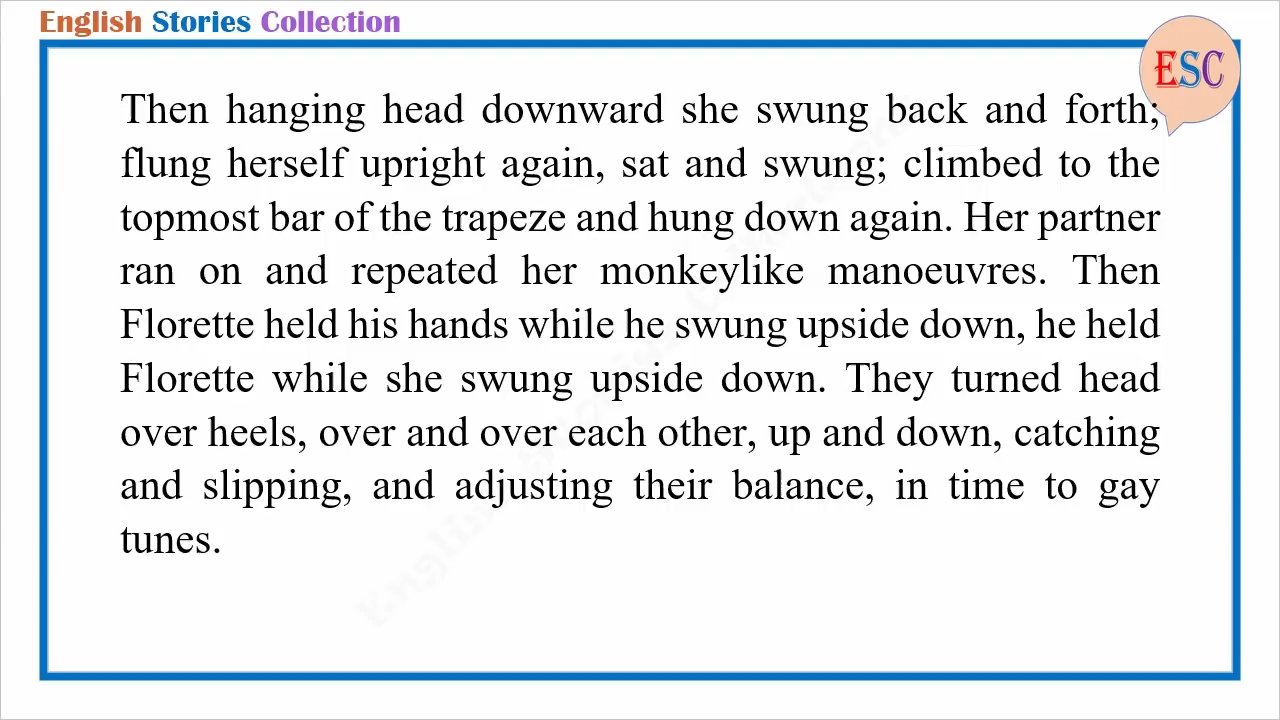 English Stories Collection
ESC
Then hanging head downward she swung back and forth;
flung herself upright again, sat and swung; climbed to the
topmost bar of the trapeze and hung down again. Her partner
ran on and repeated her monkeylike manoeuvres. Then
Florette held his hands while he swung upside down, he held
Florette while she swung upside down. They turned head
over heels, over and over each other, up and down, catching
and slipping, and adjusting their balance, in time to gay
tunes.